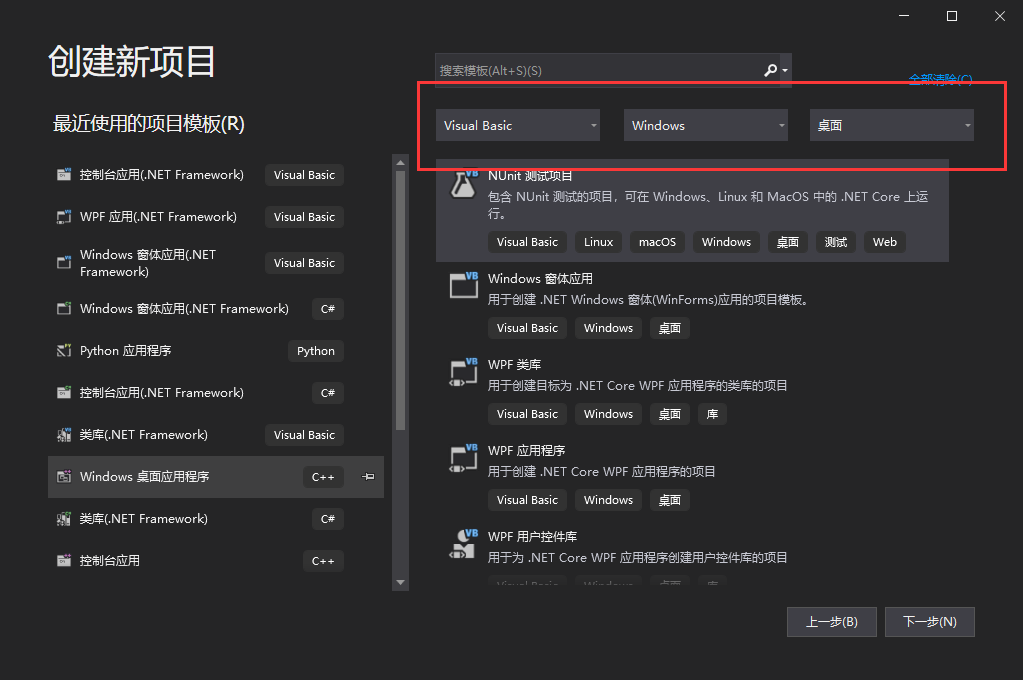 创建新项目
搜索模板(Alt+S)(S)
全部清除(C)
最近使用的项目模板(R)
Visual Basic
Windows
桌面
控制台应用(.NET Framework)
Visual Basic
WPF 应用(.NET Framework)
Visual Basic
Windows 窗体应用(.NET
Framework)
Visual Basic
Windows 窗体应用(.NET Framework)
C#
Python 应用程序
Python
控制台应用(.NET Framework)
C#
类库(.NET Framework)
Visual Basic
Windows 桌面应用程序
C++
类库(.NET Framework)
C#
控制台应用
C++
NUnit 测试项目
包含 NUnit 测试的项目，可在 Windows、Linux 和 MacOS 中的 .NET Core 上运
行。
Visual Basic
Linux
macOS
Windows
桌面
测试
Web
Windows 窗体应用
用于创建 .NET Windows 窗体(WinForms)应用的项目模板。
Visual Basic
Windows
桌面
WPF 类库
用于创建目标为 .NET Core WPF 应用程序的类库的项目
Visual Basic
Windows
桌面
库
WPF 应用程序
用于创建 .NET Core WPF 应用程序的项目
Visual Basic
Windows
桌面
WPF 用户控件库
用于为 .NET Core WPF 应用程序创建用户控件库的项目
Visual Basic
Windows
桌面
库
上一步(B)
下一步(N)